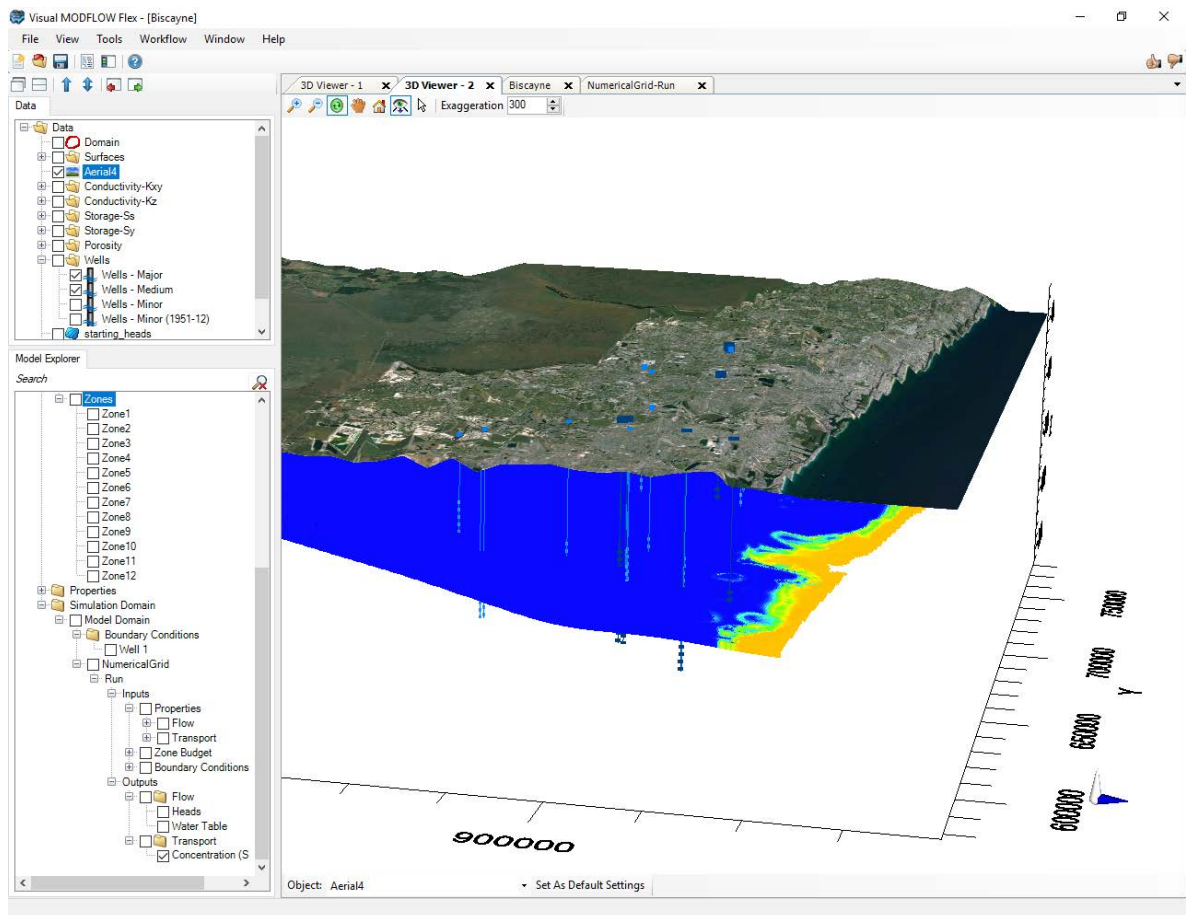 Visual MODFLOW Flex - [Biscayne]
File View Tools Workflow Window Help
Data
Data
Domain
Surfaces
Aerial4
Conductivity-Kxy
Conductivity-Kz
Storage-Ss
Storage-Sy
Porosity
Wells
Wells - Major
Wells - Medium
Wells - Minor
Wells - Minor (1951-12)
starting_heads
Model Explorer
Search
Zones
Zone1
Zone2
Zone3
Zone4
Zone5
Zone6
Zone7
Zone8
Zone9
Zone10
Zone11
Zone12
Properties
Simulation Domain
Model Domain
Boundary Conditions
Well 1
NumericalGrid
Run
Inputs
Properties
Flow
Transport
Zone Budget
Boundary Conditions
Outputs
Flow
Heads
Water Table
Transport
Concentration (S
3D Viewer - 1 3D Viewer - 2 Biscayne NumericalGrid-Run
Exaggeration 300
750000
700000
Y
650000
600000
900000
Object: Aerial4 Set As Default Settings